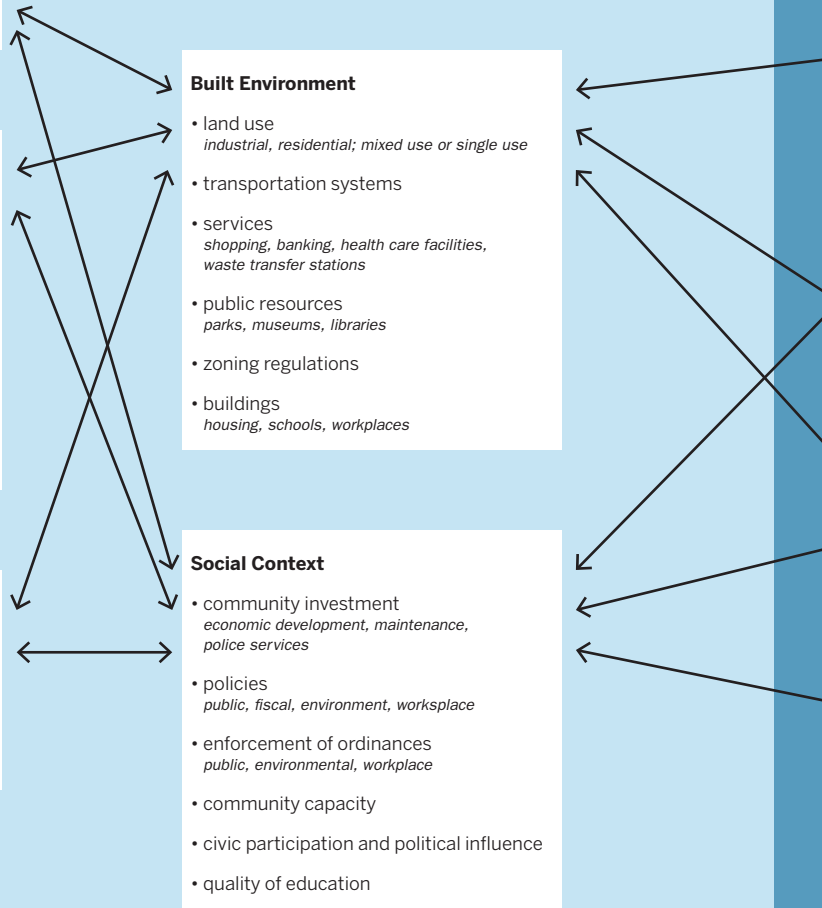 Built Environment
• land use
industrial, residential; mixed use or single use
• transportation systems
• services
shopping, banking, health care facilities,
waste transfer stations
• public resources
parks, museums, libraries
• zoning regulations
• buildings
housing, schools, workplaces
Social Context
• community investment
economic development, maintenance,
police services
• policies
public, fiscal, environment, worksplace
• enforcement of ordinances
public, environmental, workplace
• community capacity
• civic participation and political influence
• quality of education